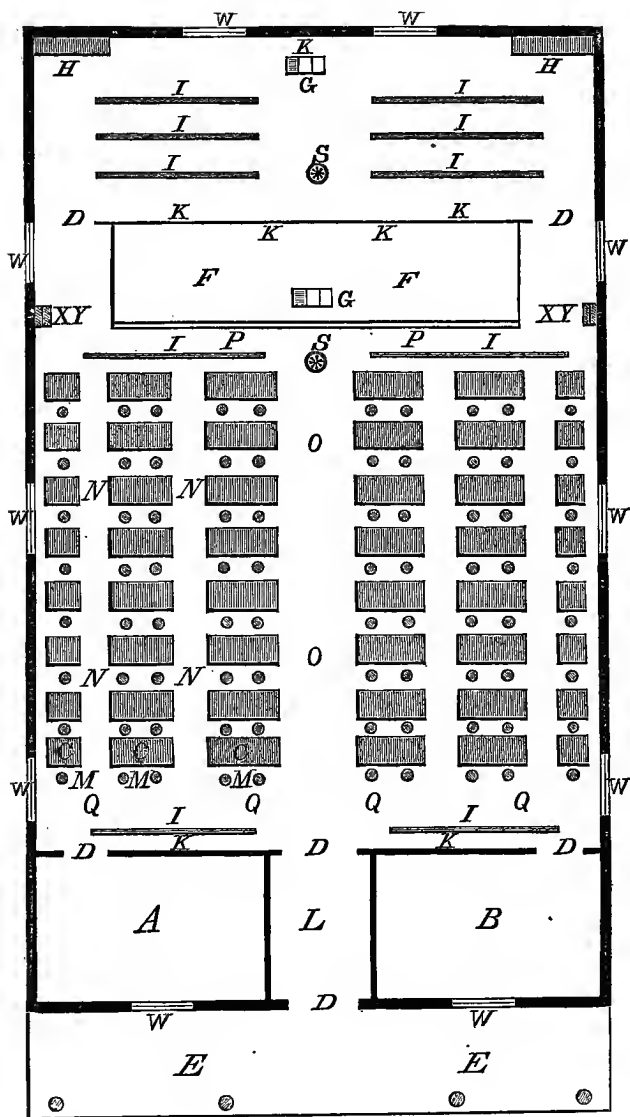 W W
K
H G H
I I
I I
I S I
D K K D
K K
W F F W
G
XY XY
I P S P I
O
W N N W
O
N N
C C C
W M M M W
Q Q Q Q
I I
D K D K D
A L B
D
W W
E E